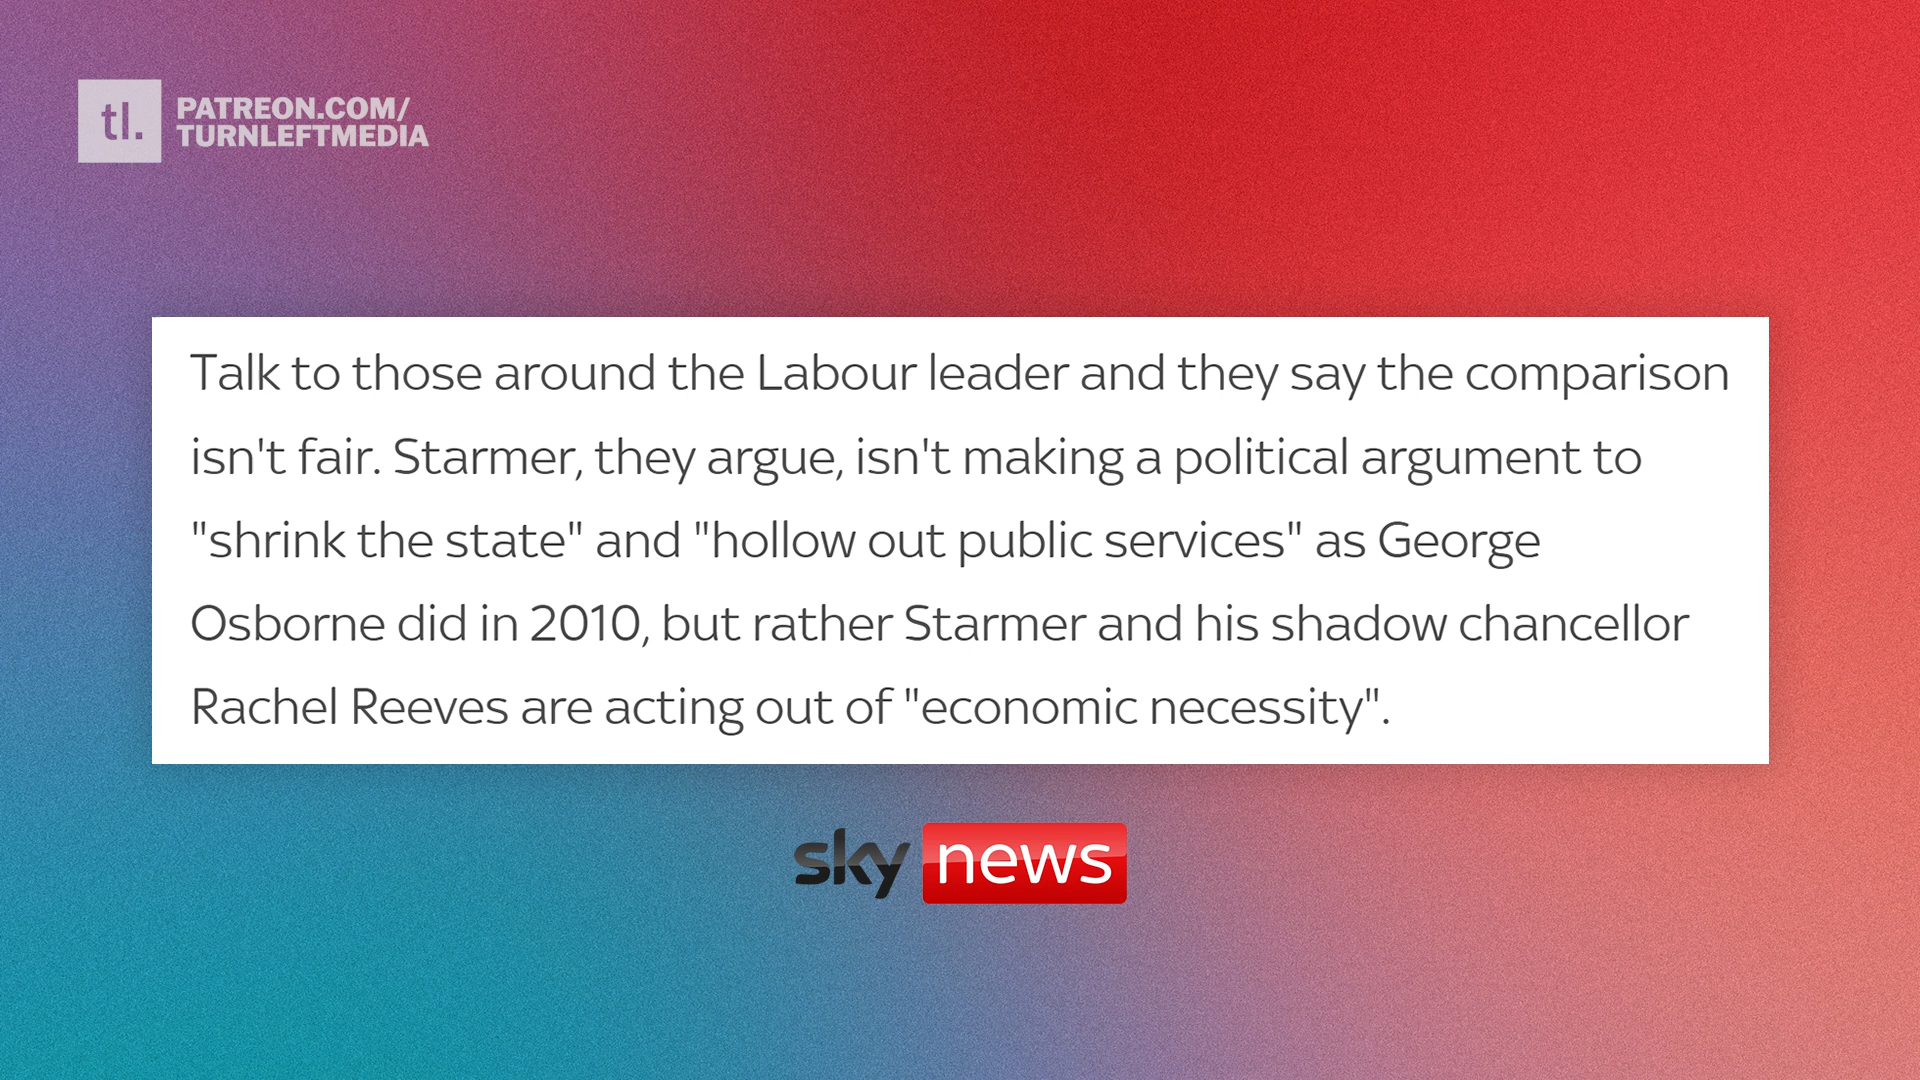 tl.
PATREON.COM/
TURNLEFTMEDIA
Talk to those around the Labour leader and they say the comparison
isn't fair. Starmer, they argue, isn't making a political argument to
"shrink the state" and "hollow out public services" as George
Osborne did in 2010, but rather Starmer and his shadow chancellor
Rachel Reeves are acting out of "economic necessity".
sky news